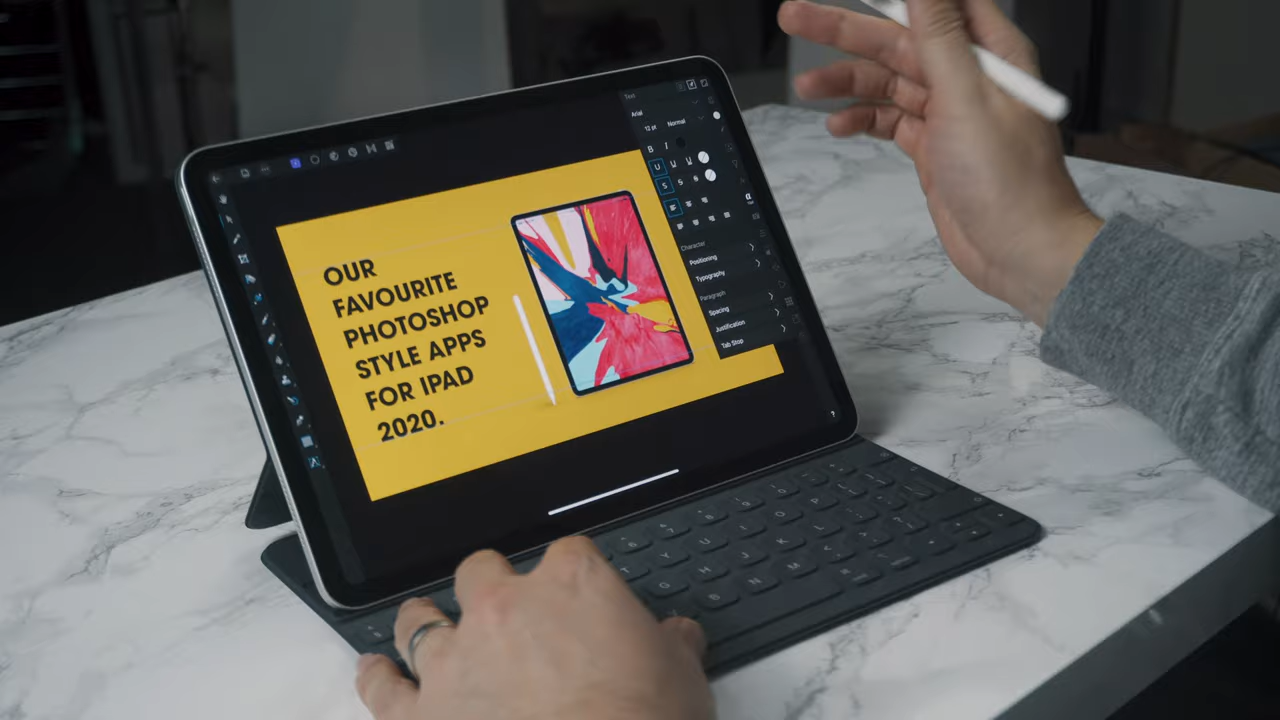 OUR
FAVOURITE
PHOTOSHOP
STYLE APPS
FOR IPAD
2020.
Text
Arial
12 pt Normal
B I
U U U
S S S
Character
Positioning
Typography
Paragraph
Spacing
Justification
Tab Stop
?
T Y U I O P
G H J K L
B N M